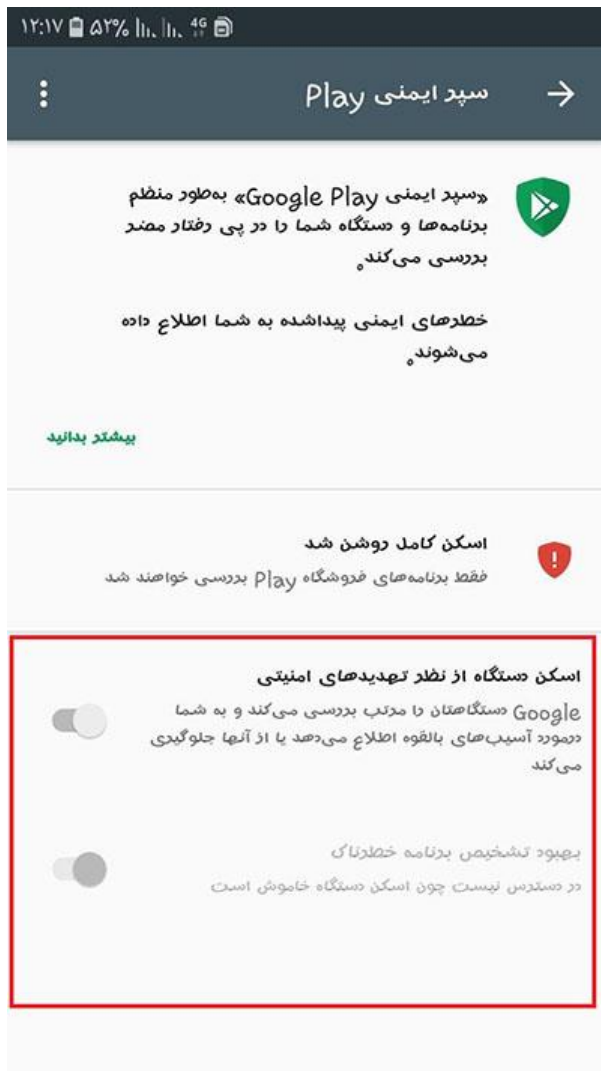 ۱۲:۱۷ ۵۲% 4G
سپر ایمنی Play
«سپر ایمنی Google Play» به‌طور منظم
برنامه‌ها و دستگاه شما را در پی رفتار مضر
بررسی می‌کند.
خطرهای ایمنی پیداشده به شما اطلاع داده
می‌شوند.
بیشتر بدانید
اسکن کامل روشن شد
فقط برنامه‌های فروشگاه Play بررسی خواهند شد
اسکن دستگاه از نظر تهدیدهای امنیتی
Google دستگاهتان را مرتب بررسی می‌کند و به شما
درمورد آسیب‌های بالقوه اطلاع می‌دهد یا از آنها جلوگیری
می‌کند
بهبود تشخیص برنامه خطرناک
در دسترس نیست چون اسکن دستگاه خاموش است